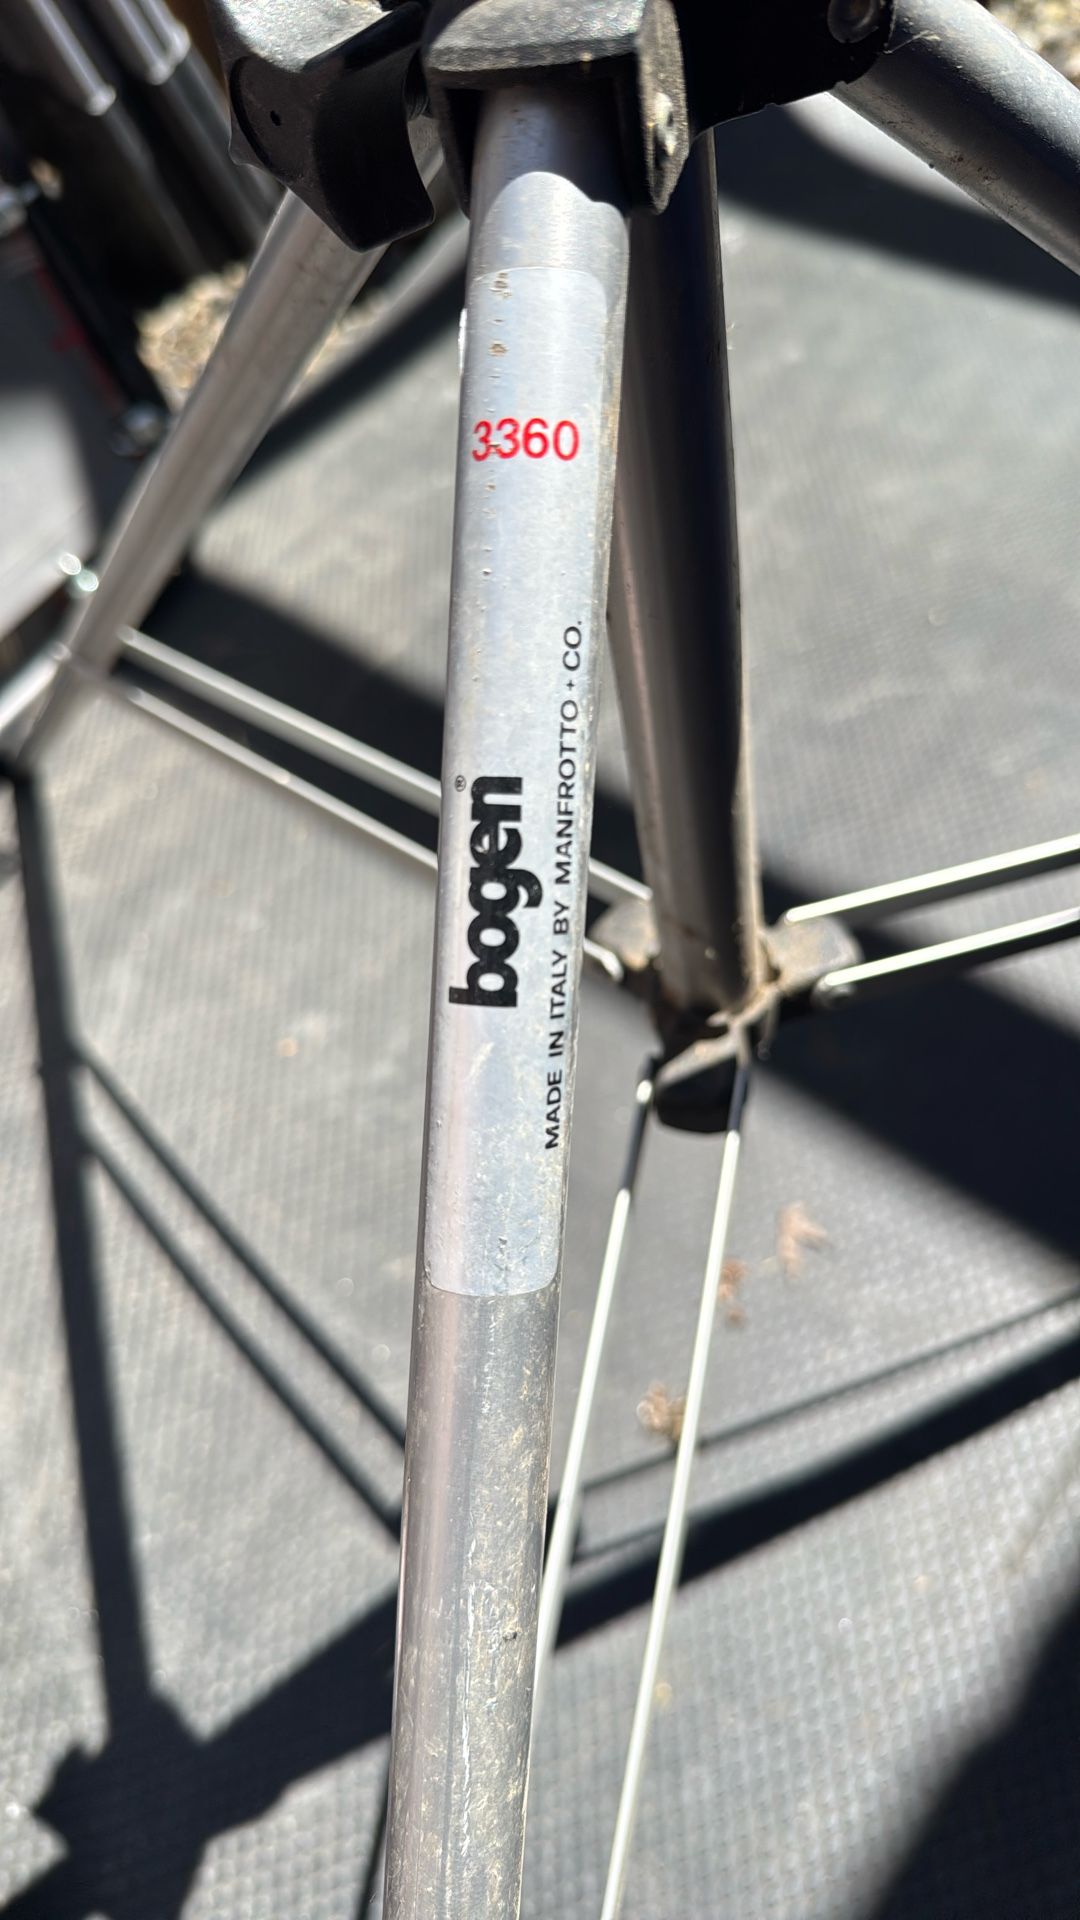 3360
bogen®
MADE IN ITALY BY MANFROTTO + CO.